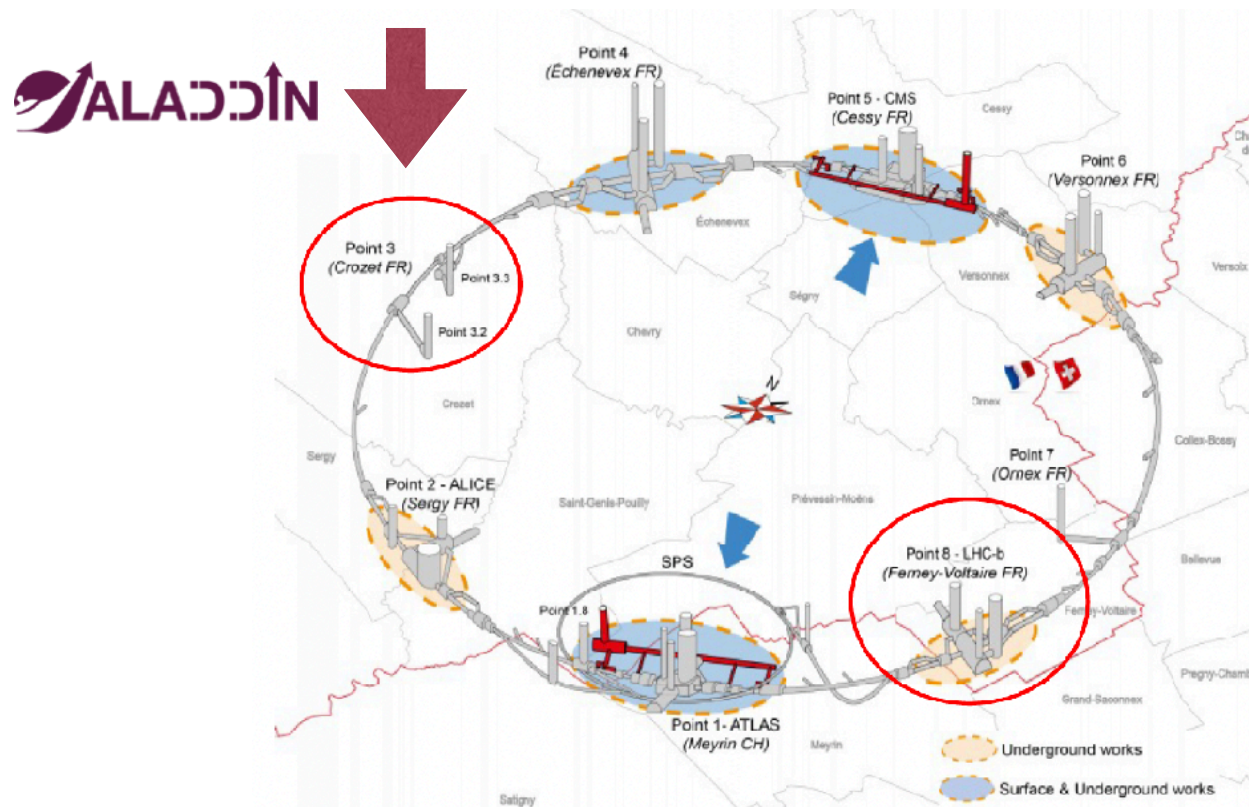 ALADDIN
Point 4
(Échenevex FR)
Point 5 - CMS
(Cessy FR)
Cessy
Point 6
(Versonnex FR)
Échenevex
Point 3
(Crozet FR)
Point 3.3
Versonnex
Versoix
Ségny
Point 3.2
Chevry
N
Crozet
Ornex
Collex-Bossy
Sergy
Point 7
(Ornex FR)
Point 2 - ALICE
(Sergy FR)
Saint-Genis-Pouilly
Prévessin-Moëns
Point 8 - LHC-b
(Ferney-Voltaire FR)
Bellevue
SPS
Point 1.8
Ferney-Voltaire
Pregny-Chamb
Grand-Saconnex
Point 1- ATLAS
(Meyrin CH)
Meyrin
Underground works
Surface & Underground works
Satigny